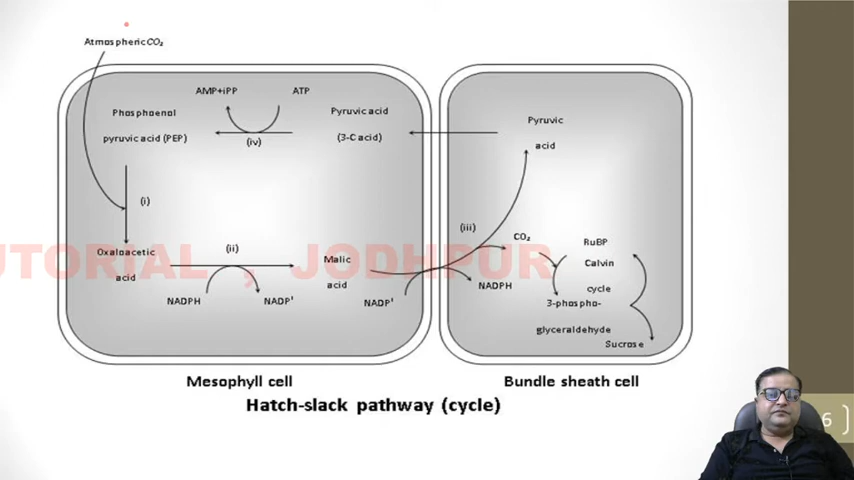 Atmospheric CO₂
AMP+iPP
ATP
Phosphoenol
pyruvic acid (PEP)
(iv)
Pyruvic acid
(3-C acid)
Pyruvic
acid
(i)
(iii)
Oxaloacetic
acid
(ii)
Malic
acid
NADPH
NADP'
NADP'
NADPH
CO₂
RuBP
Calvin
cycle
3-phospho-
glyceraldehyde
Sucrose
UTORIAL , JODHPUR
Mesophyll cell
Bundle sheath cell
Hatch-slack pathway (cycle)
6